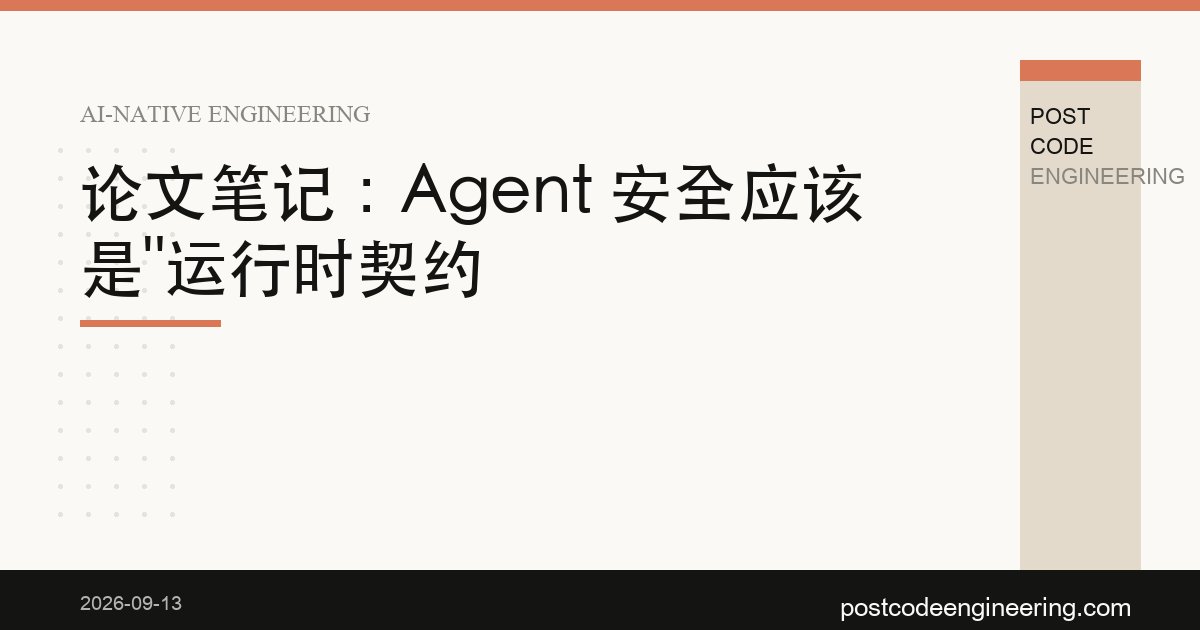 AI-NATIVE ENGINEERING
论文笔记：Agent 安全应该
是"运行时契约
POST
CODE
ENGINEERING
2026-09-13
postcodeengineering.com